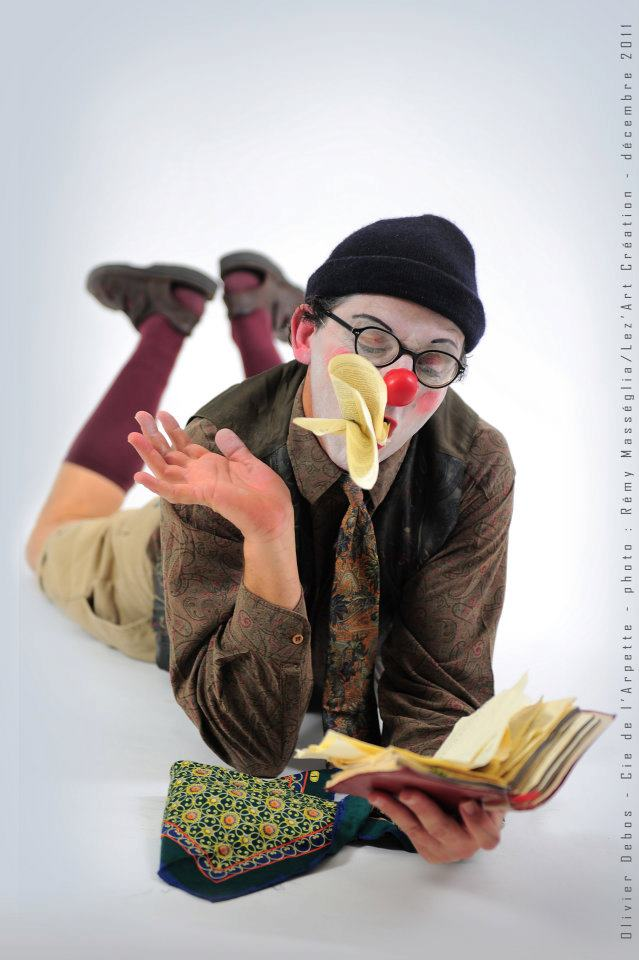 Olivier Debos - Cie de l'Arpette - photo : Rémy Masséglia/Lez'Art Création - décembre 2011